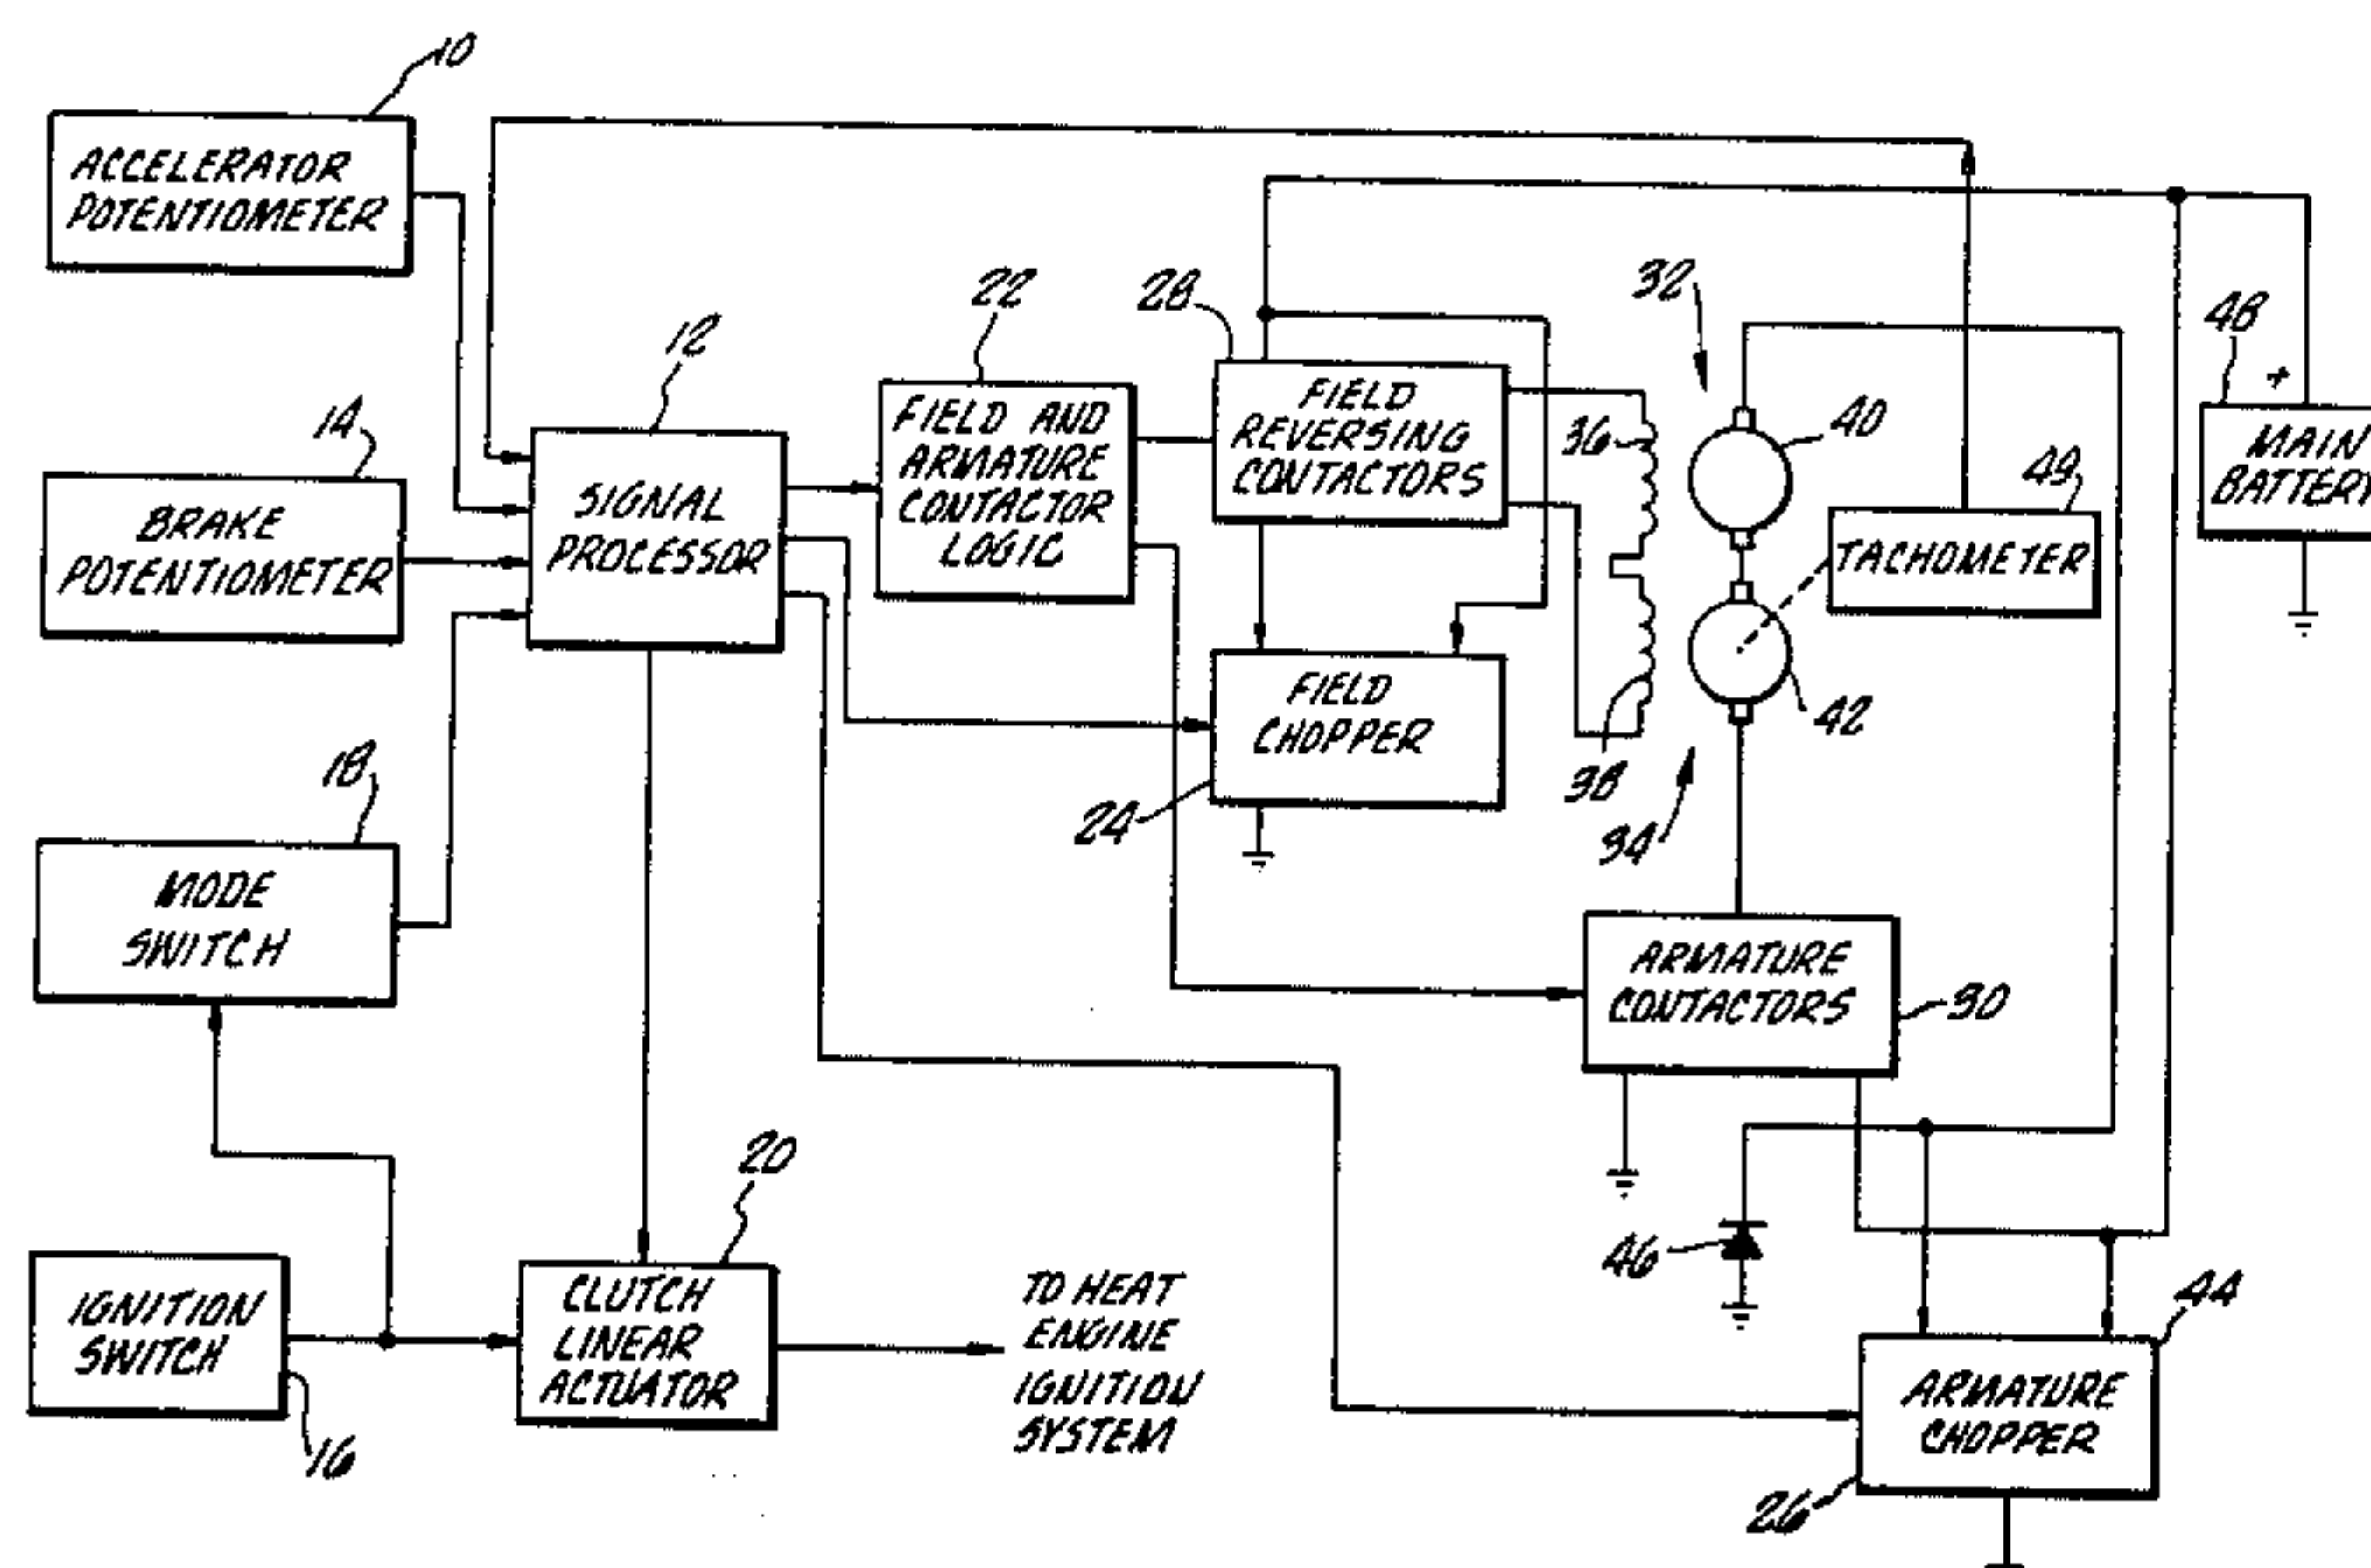 10
ACCELERATOR
POTENTIOMETER
14
BRAKE
POTENTIOMETER
18
MODE
SWITCH
IGNITION
SWITCH
16
12
SIGNAL
PROCESSOR
20
CLUTCH
LINEAR
ACTUATOR
TO HEAT
ENGINE
IGNITION
SYSTEM
22
FIELD AND
ARMATURE
CONTACTOR
LOGIC
28
FIELD
REVERSING
CONTACTORS
FIELD
CHOPPER
24
32
36
38
34
40
42
49
TACHOMETER
48
+
MAIN
BATTERY
ARMATURE
CONTACTORS
30
46
44
ARMATURE
CHOPPER
26